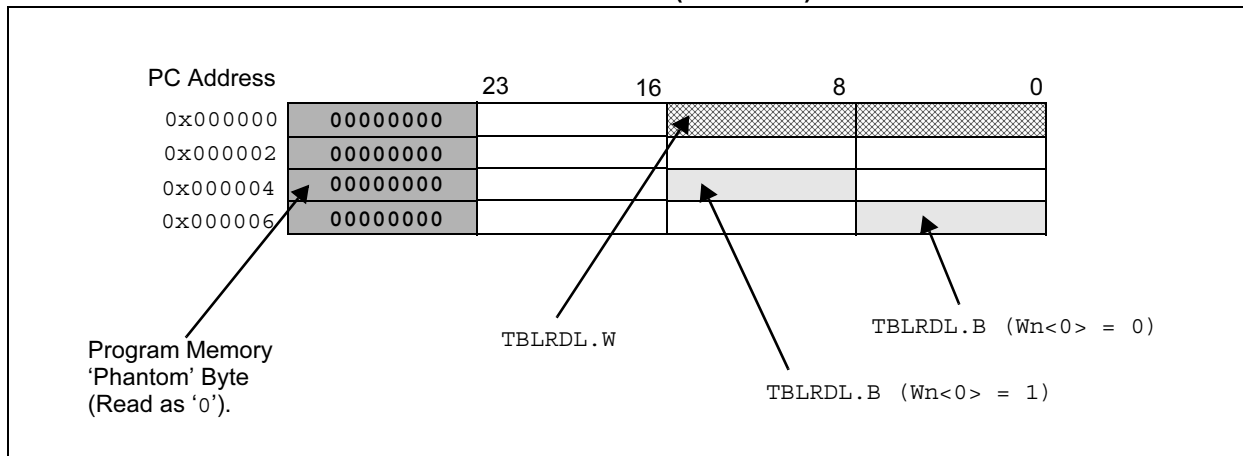 PC Address
23 16 8 0
0x000000 00000000
0x000002 00000000
0x000004 00000000
0x000006 00000000
TBLRDL.W
TBLRDL.B (Wn<0> = 0)
TBLRDL.B (Wn<0> = 1)
Program Memory
‘Phantom’ Byte
(Read as ‘0’).